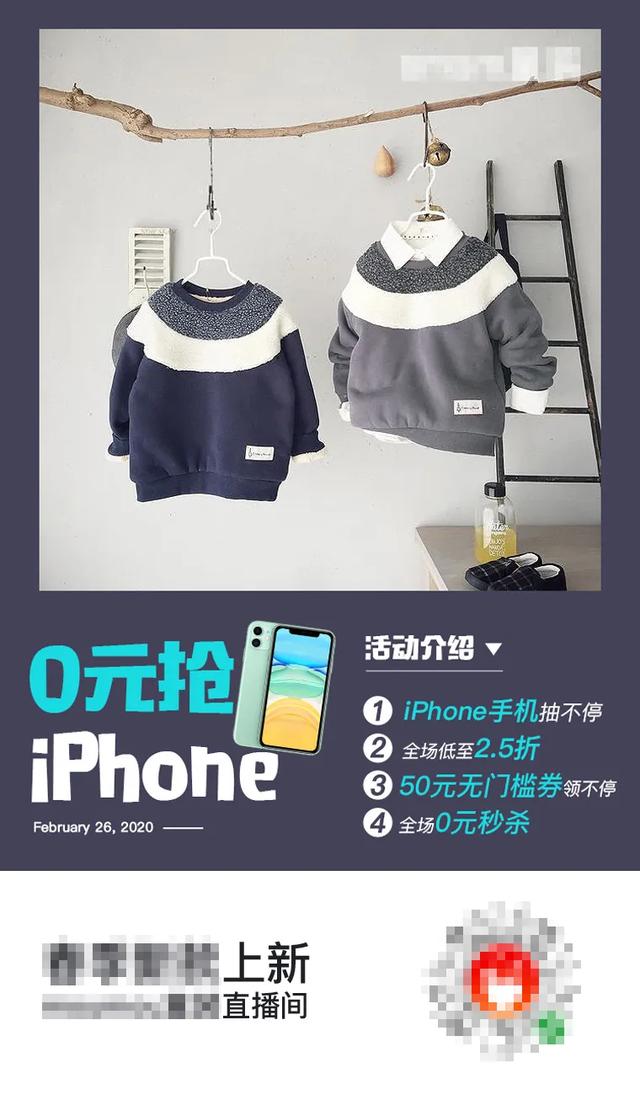 0元抢
iPhone
February 26, 2020
活动介绍
1 iPhone手机抽不停
2 全场低至2.5折
3 50元无门槛券领不停
4 全场0元秒杀
上新
直播间